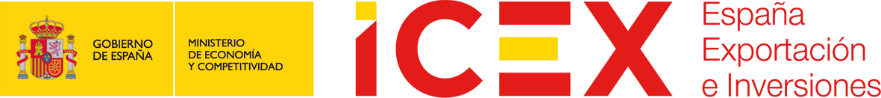 GOBIERNO
DE ESPAÑA
MINISTERIO
DE ECONOMÍA
Y COMPETITIVIDAD
iCEX
España
Exportación
e Inversiones